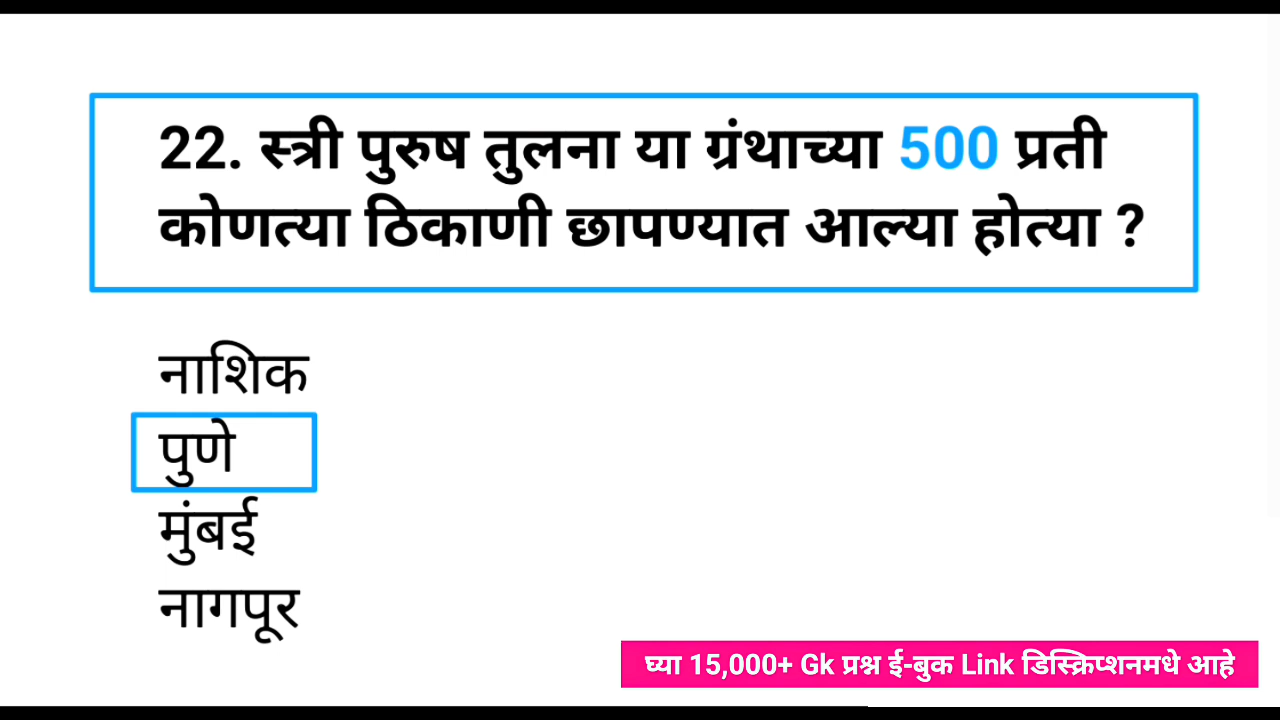 22. स्त्री पुरुष तुलना या ग्रंथाच्या 500 प्रती
कोणत्या ठिकाणी छापण्यात आल्या होत्या ?
नाशिक
पुणे
मुंबई
नागपूर
घ्या 15,000+ Gk प्रश्न ई-बुक Link डिस्क्रिप्शनमधे आहे